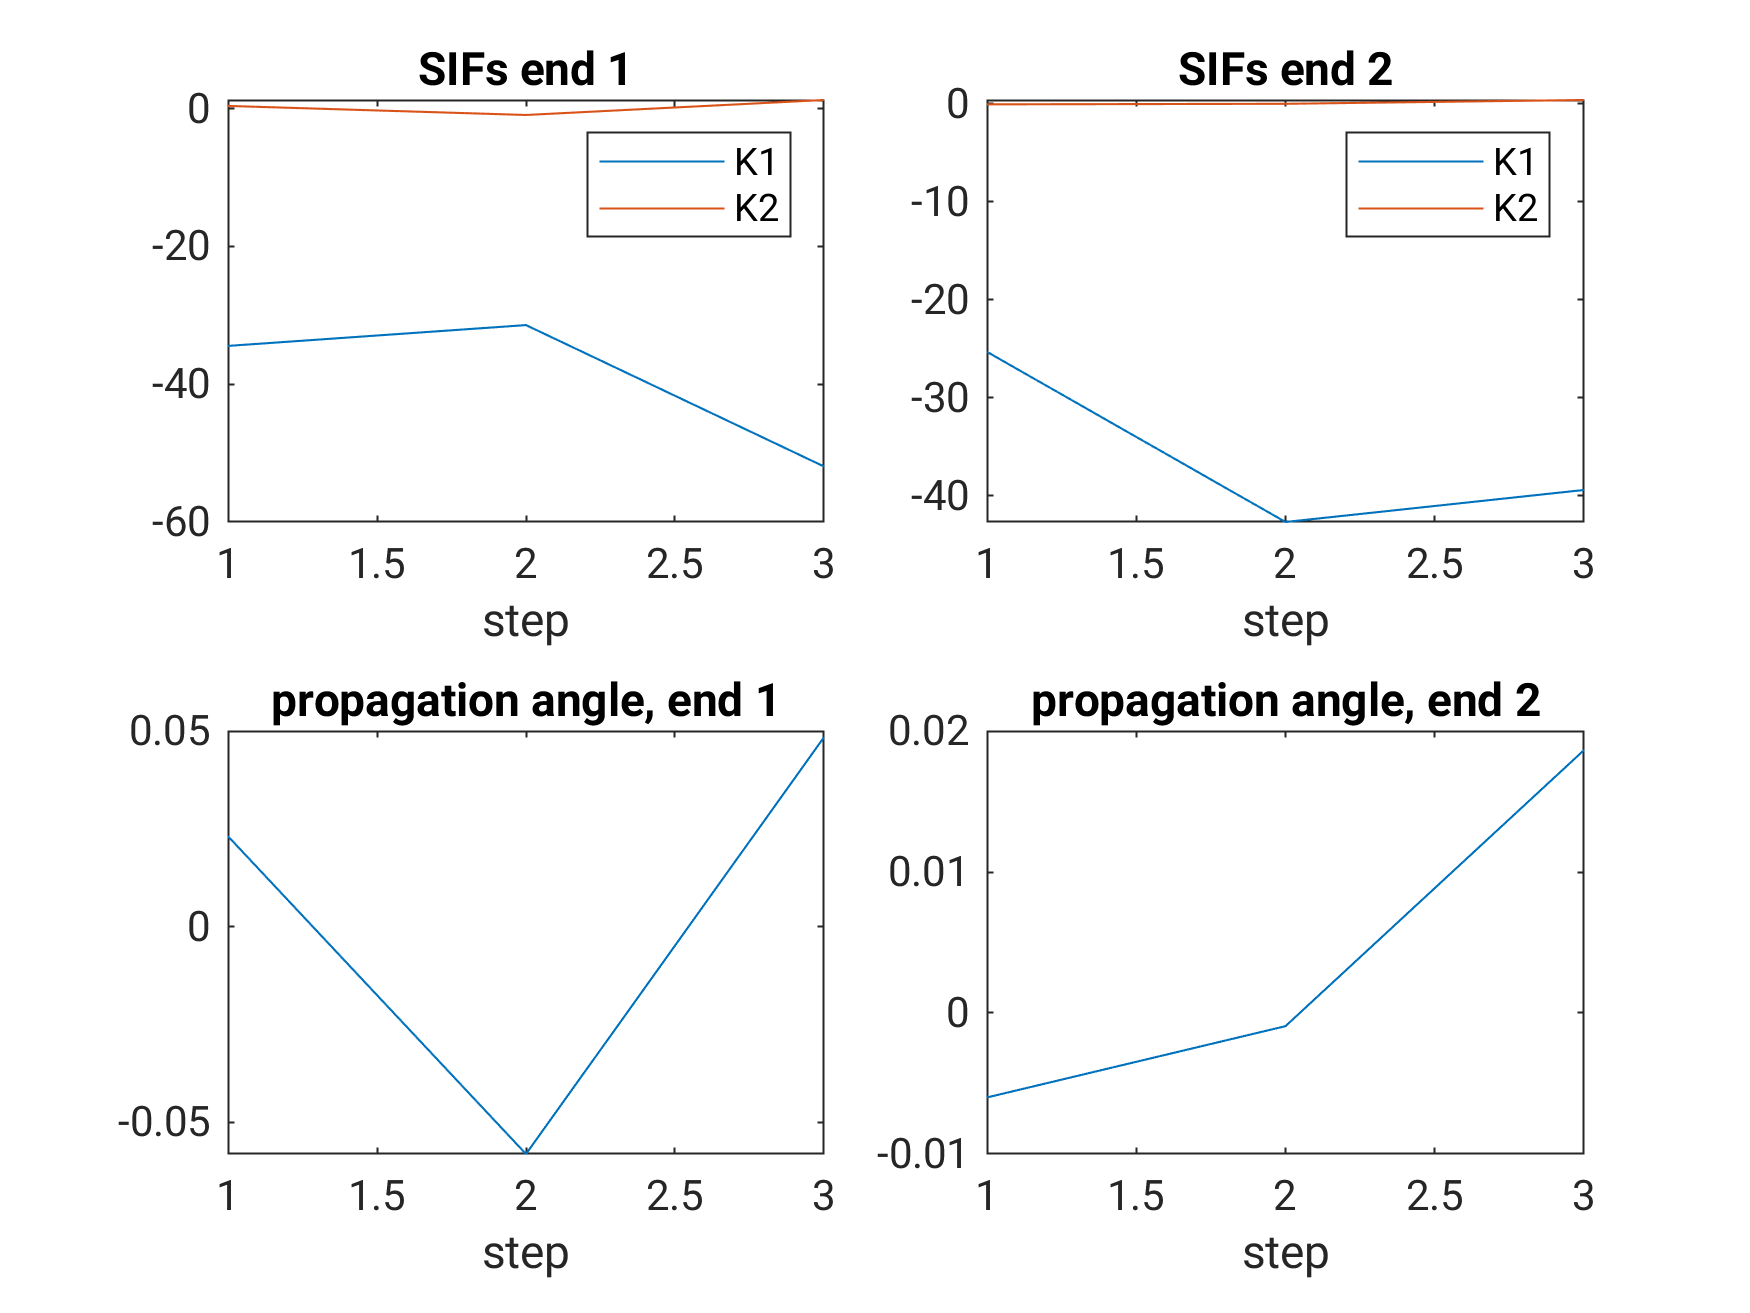 SIFs end 1
0
-20
-40
-60
K1
K2
1 1.5 2 2.5 3
step
SIFs end 2
0
-10
-20
-30
-40
K1
K2
1 1.5 2 2.5 3
step
propagation angle, end 1
0.05
0
-0.05
1 1.5 2 2.5 3
step
propagation angle, end 2
0.02
0.01
0
-0.01
1 1.5 2 2.5 3
step